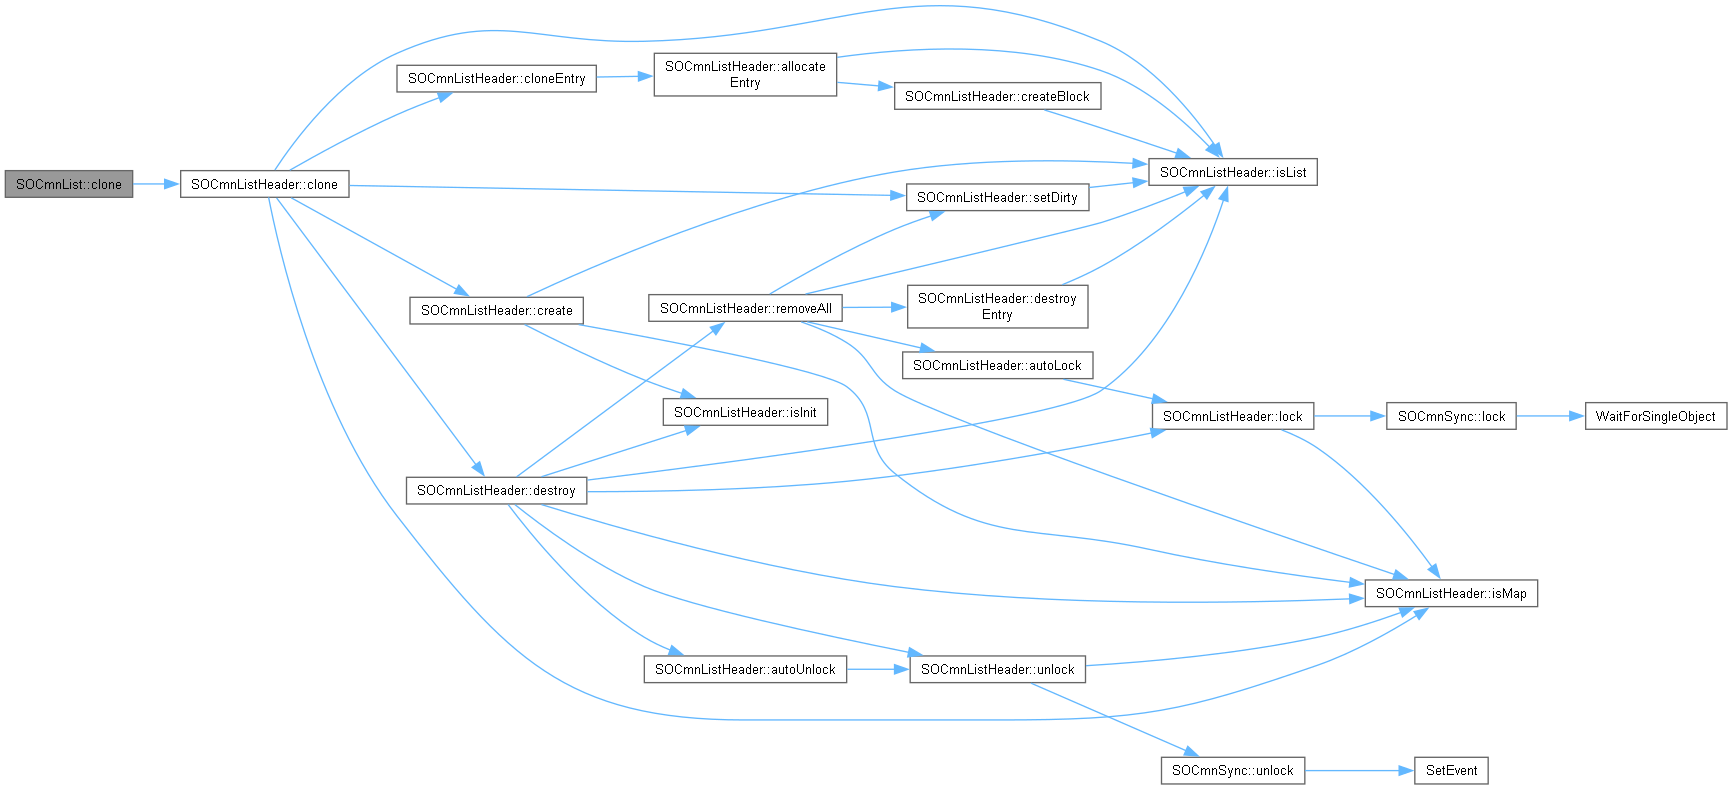 SOCmnList::clone
SOCmnListHeader::clone
SOCmnListHeader::cloneEntry
SOCmnListHeader::allocate
Entry
SOCmnListHeader::createBlock
SOCmnListHeader::isList
SOCmnListHeader::setDirty
SOCmnListHeader::create
SOCmnListHeader::removeAll
SOCmnListHeader::destroy
Entry
SOCmnListHeader::autoLock
SOCmnListHeader::isInit
SOCmnListHeader::lock
SOCmnSync::lock
WaitForSingleObject
SOCmnListHeader::destroy
SOCmnListHeader::isMap
SOCmnListHeader::autoUnlock
SOCmnListHeader::unlock
SOCmnSync::unlock
SetEvent